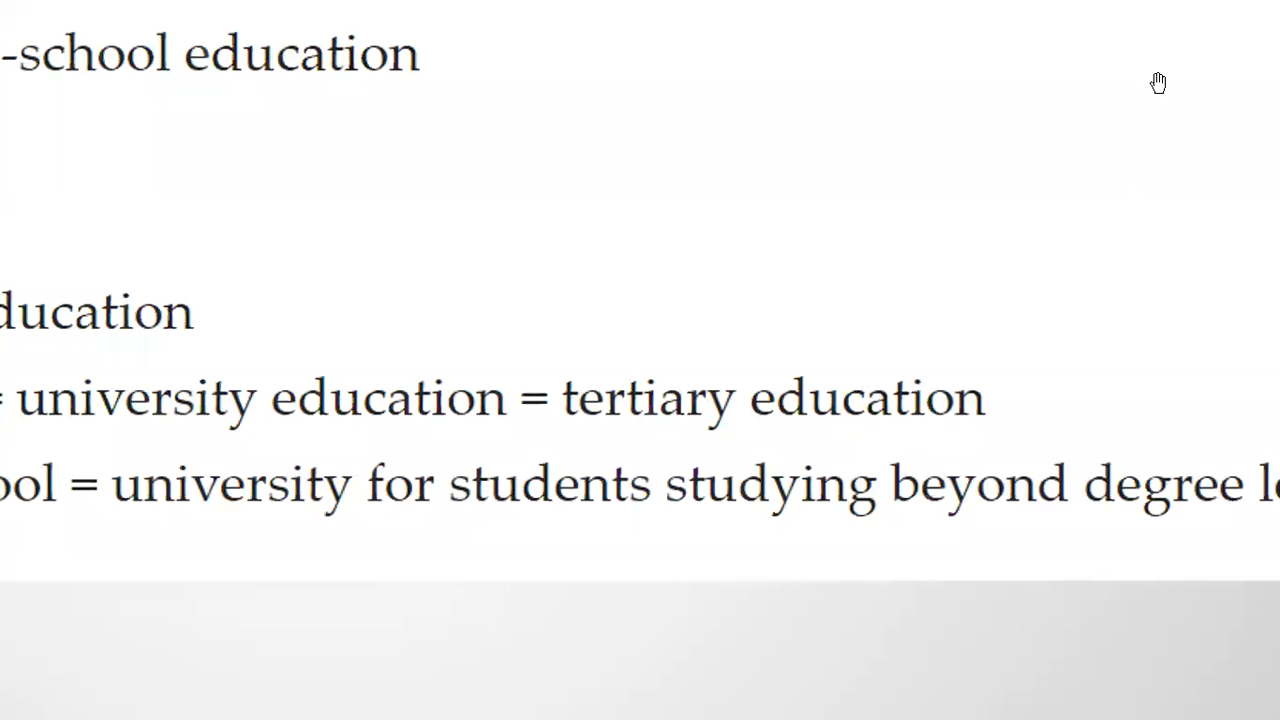 -school education
ducation
= university education = tertiary education
ool = university for students studying beyond degree le